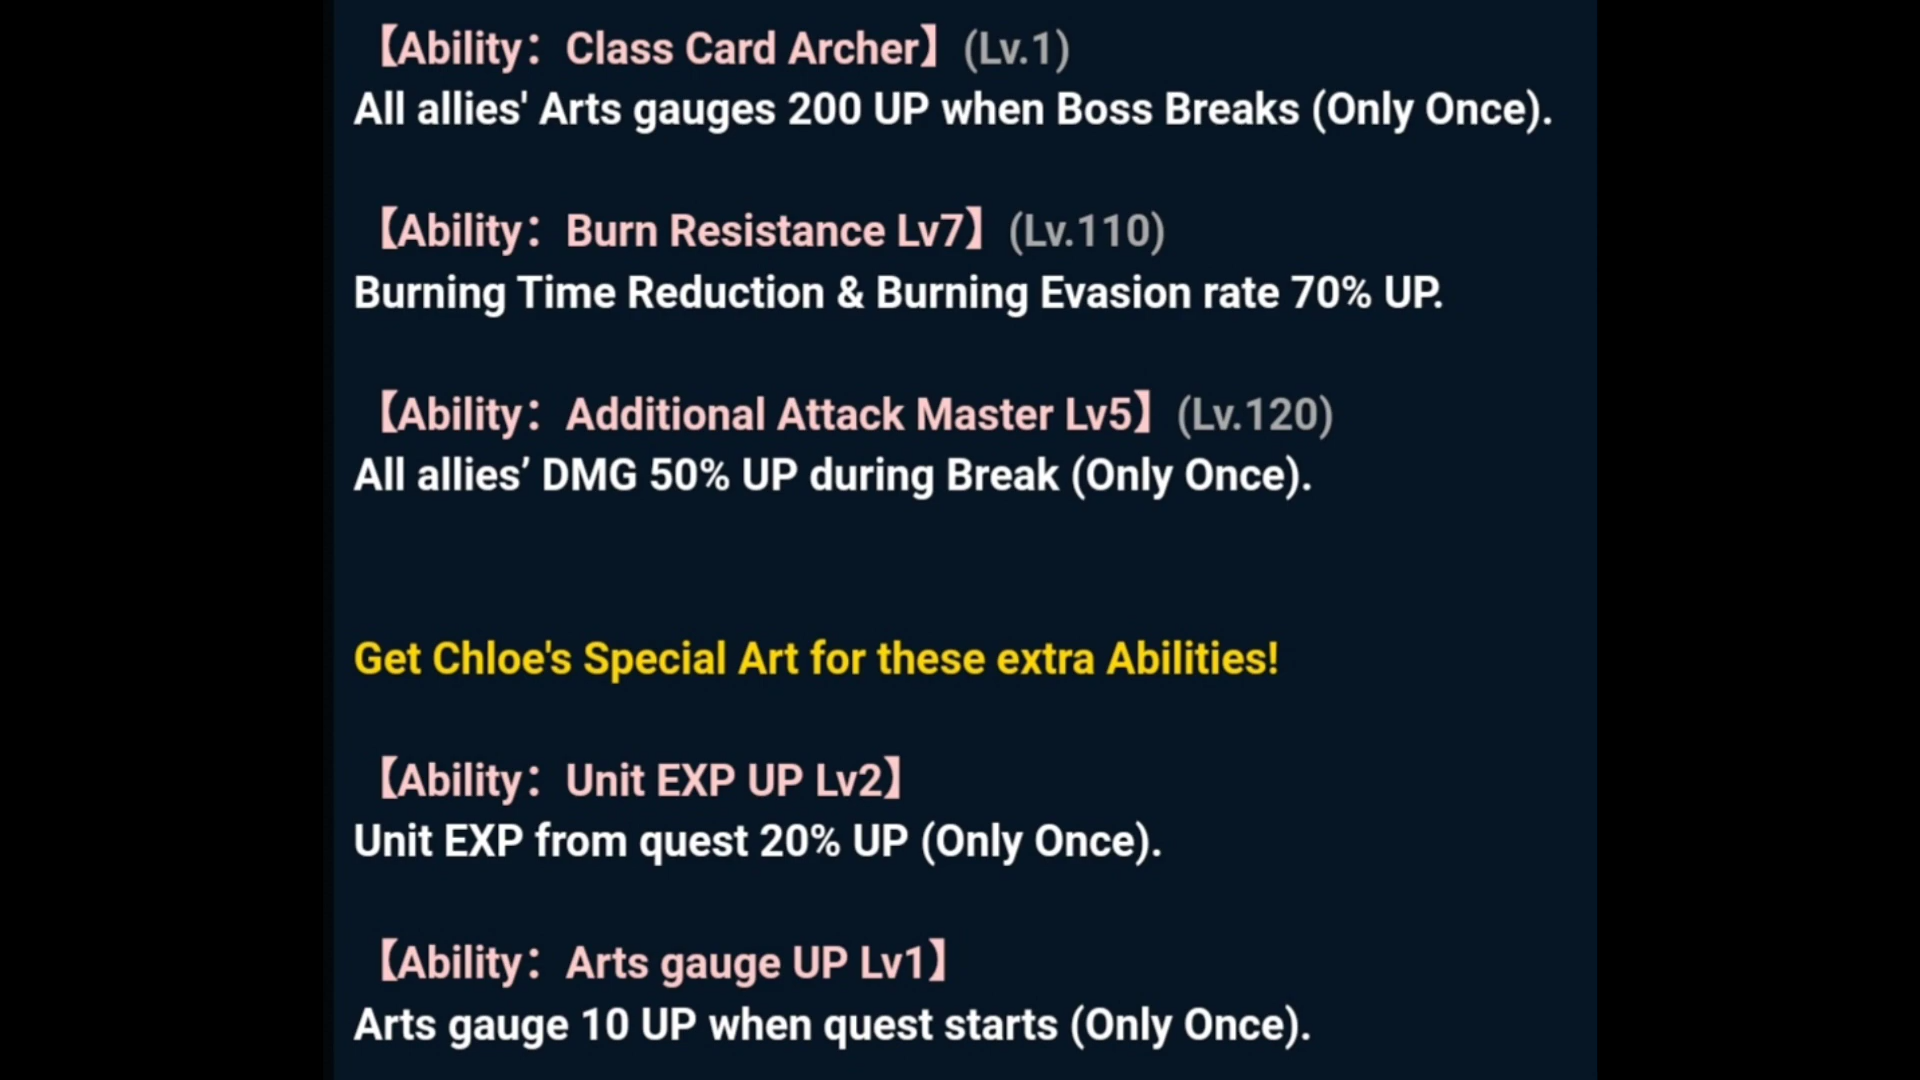 【Ability：Class Card Archer】(Lv.1)
All allies' Arts gauges 200 UP when Boss Breaks (Only Once).
【Ability：Burn Resistance Lv7】(Lv.110)
Burning Time Reduction & Burning Evasion rate 70% UP.
【Ability：Additional Attack Master Lv5】(Lv.120)
All allies’ DMG 50% UP during Break (Only Once).
Get Chloe's Special Art for these extra Abilities!
【Ability：Unit EXP UP Lv2】
Unit EXP from quest 20% UP (Only Once).
【Ability：Arts gauge UP Lv1】
Arts gauge 10 UP when quest starts (Only Once).